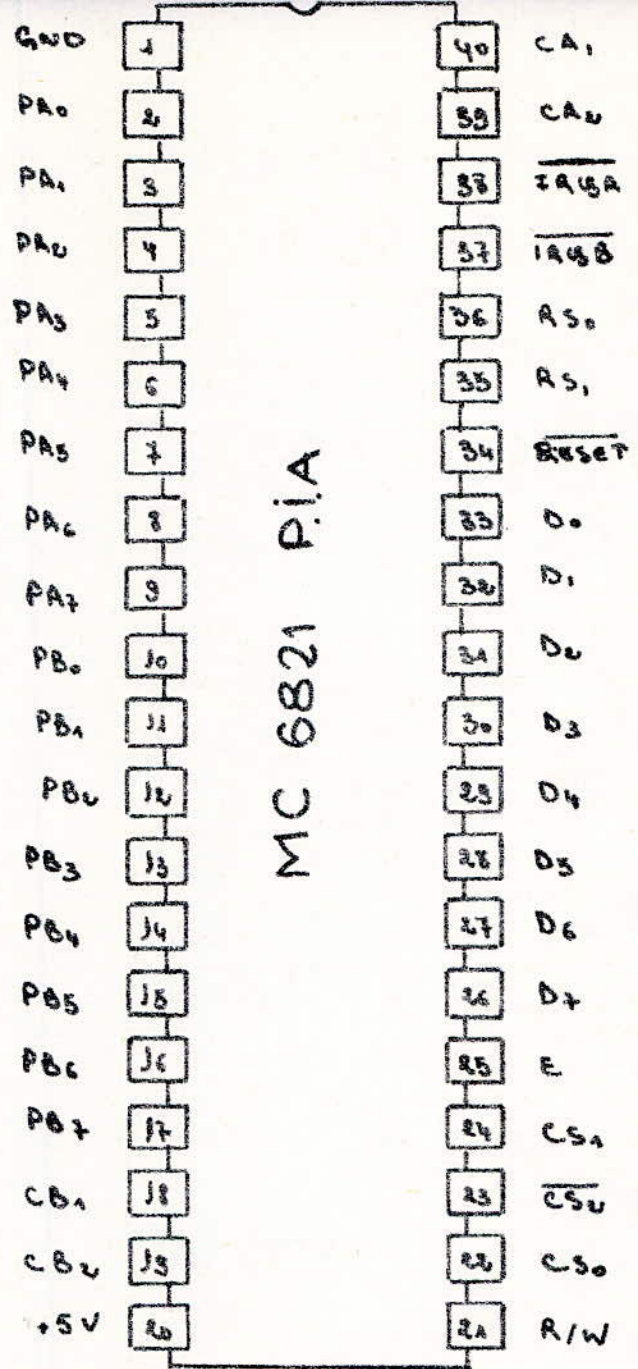 GND 1 40 CA₁
PA₀ 2 39 CA₂
PA₁ 3 38 I̅R̅Q̅A̅
PA₂ 4 37 I̅R̅Q̅B̅
PA₃ 5 36 RS₀
PA₄ 6 35 RS₁
PA₅ 7 34 R̅E̅S̅E̅T̅
PA₆ 8 33 D₀
PA₇ 9 32 D₁
PB₀ 10 31 D₂
PB₁ 11 30 D₃
PB₂ 12 29 D₄
PB₃ 13 28 D₅
PB₄ 14 27 D₆
PB₅ 15 26 D₇
PB₆ 16 25 E
PB₇ 17 24 CS₁
CB₁ 18 23 C̅S̅₂
CB₂ 19 22 CS₀
+5V 20 21 R/W
MC 6821 P.İ.A